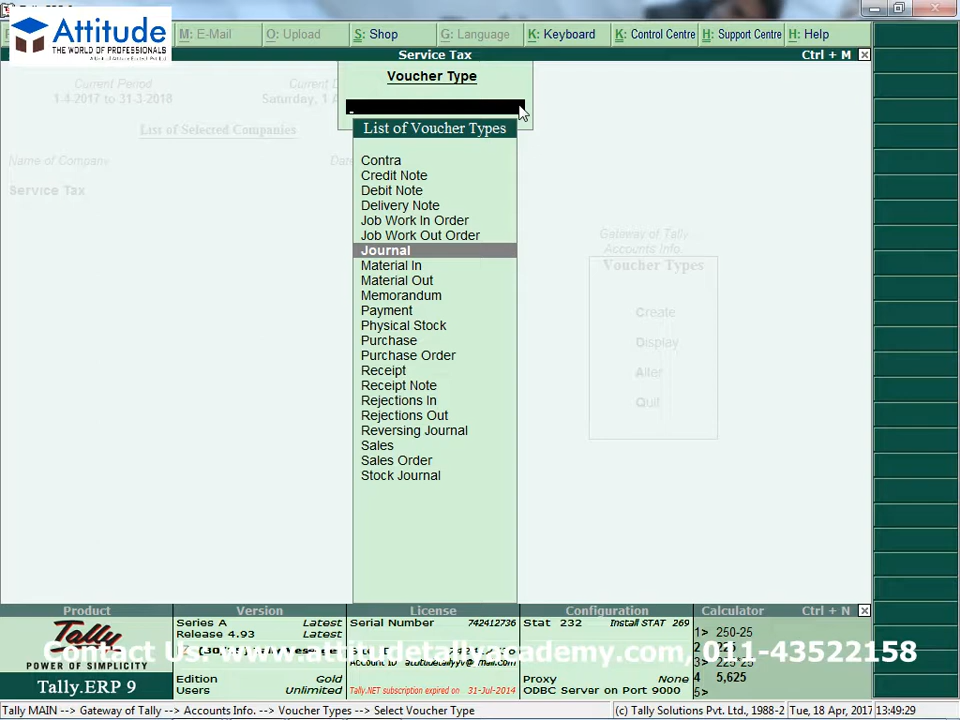 Attitude
THE WORLD OF PROFESSIONALS
M: E-Mail
O: Upload
S: Shop
G: Language
K: Keyboard
K: Control Centre
H: Support Centre
H: Help
Service Tax
Ctrl + M
Voucher Type
Current Period
1-4-2017 to 31-3-2018
Current D
Saturday, 1 A
List of Selected Companies
Name of Company
Dat
Service Tax
List of Voucher Types
Contra
Credit Note
Debit Note
Delivery Note
Job Work In Order
Job Work Out Order
Journal
Material In
Material Out
Memorandum
Payment
Physical Stock
Purchase
Purchase Order
Receipt
Receipt Note
Rejections In
Rejections Out
Reversing Journal
Sales
Sales Order
Stock Journal
Gateway of Tally
Accounts Info.
Voucher Types
Create
Display
Alter
Quit
Product
Version
License
Configuration
Calculator
Ctrl + N
Tally
POWER OF SIMPLICITY
Tally.ERP 9
Series A Latest
Release 4.93 Latest
Edition Gold
Users Unlimited
Serial Number 742412736
Tally.NET subscription expired on 31-Jul-2014
Stat 232 Install STAT 269
Proxy None
ODBC Server on Port 9000
1> 250-25
4 5,625
5>
Contact Us: www.attitudetallyacademy.com, 011-43522158
Tally MAIN --> Gateway of Tally --> Accounts Info. --> Voucher Types --> Select Voucher Type
(c) Tally Solutions Pvt. Ltd., 1988-2
Tue, 18 Apr, 2017
13:49:29